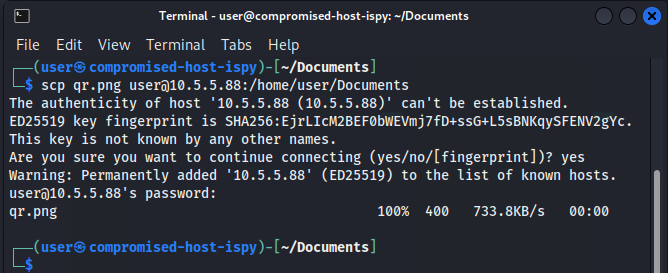 Terminal - user@compromised-host-ispy: ~/Documents
File Edit View Terminal Tabs Help
┌──(user㉿compromised-host-ispy)-[~/Documents]
└─$ scp qr.png user@10.5.5.88:/home/user/Documents
The authenticity of host '10.5.5.88 (10.5.5.88)' can't be established.
ED25519 key fingerprint is SHA256:EjrLIcM2BEF0bWEVmj7fD+ssG+L5sBNKqySFENV2gYc.
This key is not known by any other names.
Are you sure you want to continue connecting (yes/no/[fingerprint])? yes
Warning: Permanently added '10.5.5.88' (ED25519) to the list of known hosts.
user@10.5.5.88's password:
qr.png 100% 400 733.8KB/s 00:00
┌──(user㉿compromised-host-ispy)-[~/Documents]
└─$